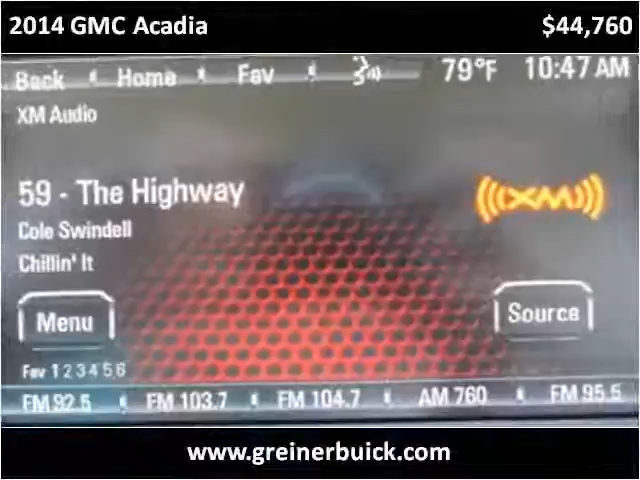 2014 GMC Acadia $44,760
Back Home Fav 79°F 10:47 AM
XM Audio
59 - The Highway
((XM))
Cole Swindell
Chillin' It
Menu Source
Fav 1 2 3 4 5 6
FM 92.5 FM 103.7 FM 104.7 AM 760 FM 95.5
www.greinerbuick.com